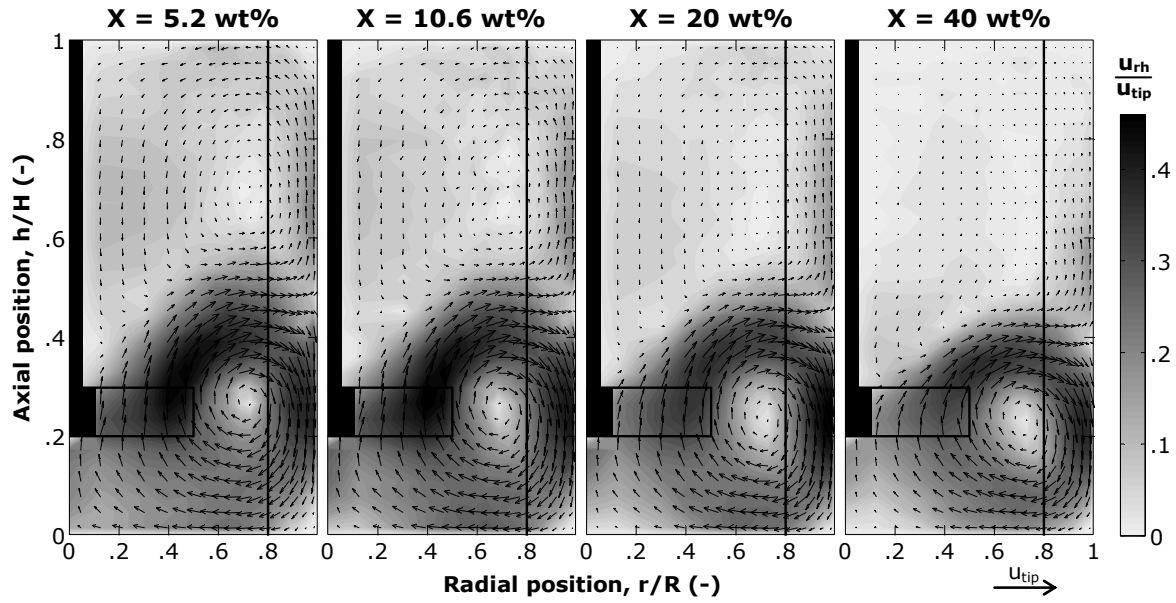 X = 5.2 wt%
X = 10.6 wt%
X = 20 wt%
X = 40 wt%
u_rh
u_tip
Axial position, h/H (-)
1
.8
.6
.4
.2
0
.4
.3
.2
.1
0
0 .2 .4 .6 .8
0 .2 .4 .6 .8
0 .2 .4 .6 .8
0 .2 .4 .6 .8 1
Radial position, r/R (-)
u_tip